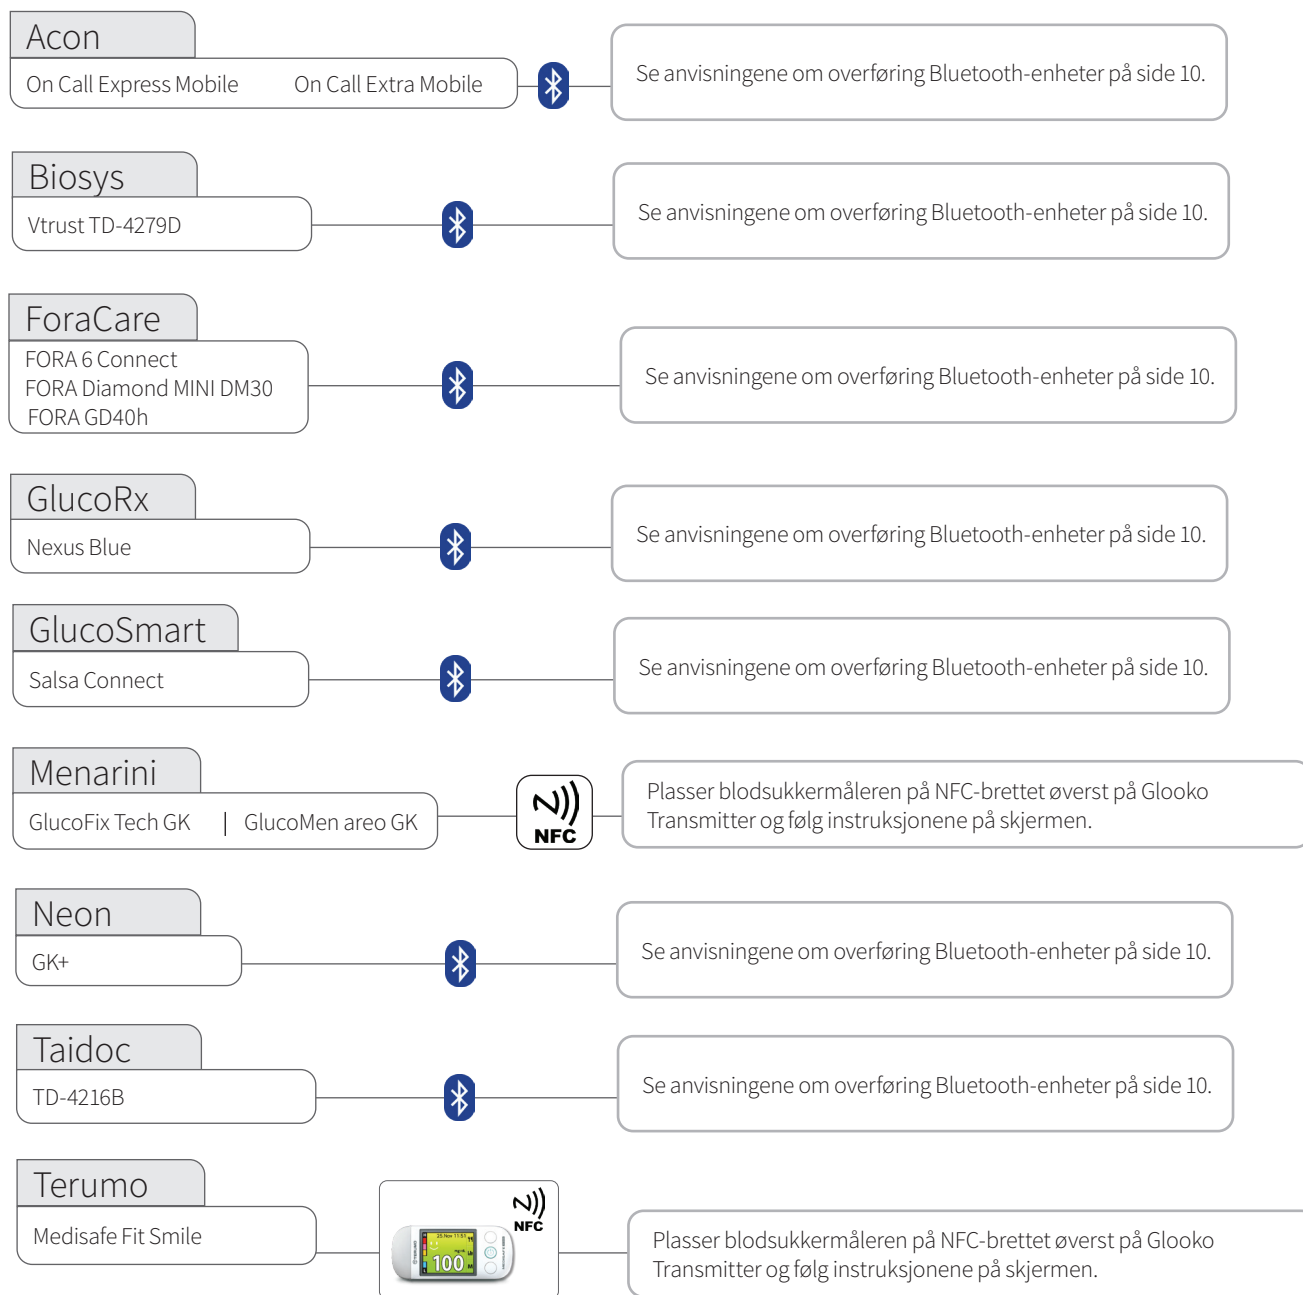 Acon
On Call Express Mobile On Call Extra Mobile
Se anvisningene om overføring Bluetooth-enheter på side 10.
Biosys
Vtrust TD-4279D
Se anvisningene om overføring Bluetooth-enheter på side 10.
ForaCare
FORA 6 Connect
FORA Diamond MINI DM30
FORA GD40h
Se anvisningene om overføring Bluetooth-enheter på side 10.
GlucoRx
Nexus Blue
Se anvisningene om overføring Bluetooth-enheter på side 10.
GlucoSmart
Salsa Connect
Se anvisningene om overføring Bluetooth-enheter på side 10.
Menarini
GlucoFix Tech GK | GlucoMen areo GK
NFC
Plasser blodsukkermåleren på NFC-brettet øverst på Glooko
Transmitter og følg instruksjonene på skjermen.
Neon
GK+
Se anvisningene om overføring Bluetooth-enheter på side 10.
Taidoc
TD-4216B
Se anvisningene om overføring Bluetooth-enheter på side 10.
Terumo
Medisafe Fit Smile
NFC
TERUMO
100
Plasser blodsukkermåleren på NFC-brettet øverst på Glooko
Transmitter og følg instruksjonene på skjermen.